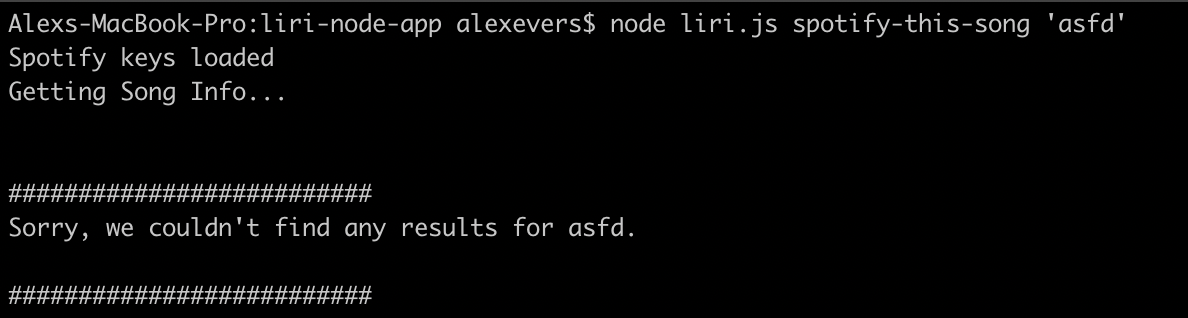 Alexs-MacBook-Pro:liri-node-app alexevers$ node liri.js spotify-this-song 'asfd'
Spotify keys loaded
Getting Song Info...
##########################
Sorry, we couldn't find any results for asfd.
##########################